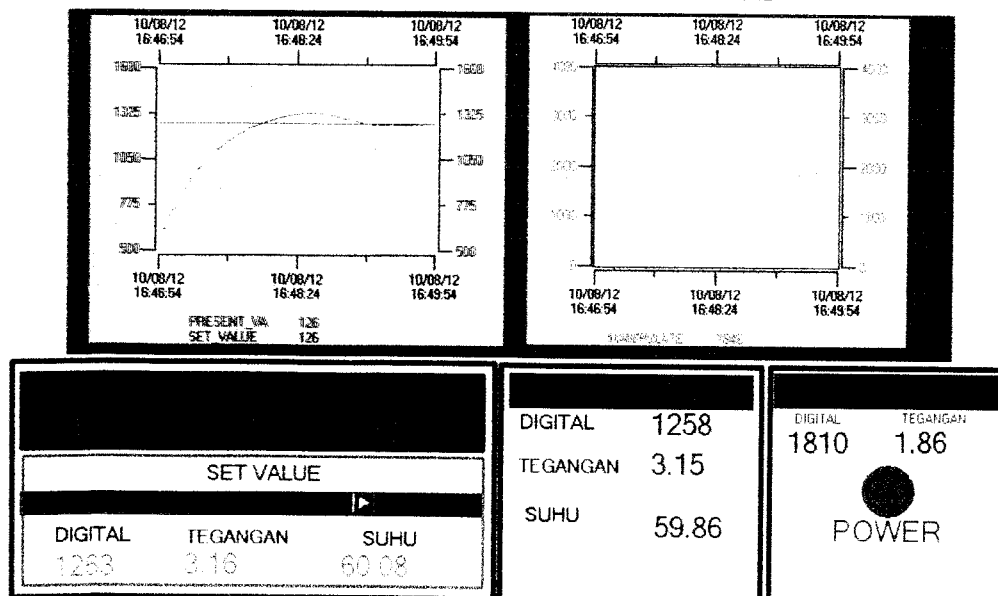 10/08/12 10/08/12 10/08/12
16:46:54 16:48:24 16:49:54
1600 1600
1325 1325
1050 1050
775 775
500 500
10/08/12 10/08/12 10/08/12
16:46:54 16:48:24 16:49:54
PRESENT_VA 126
SET VALUE 126
10/08/12 10/08/12 10/08/12
16:46:54 16:48:24 16:49:54
4000 4000
3000 3000
2000 2000
1000 1000
0 0
10/08/12 10/08/12 10/08/12
16:46:54 16:48:24 16:49:54
MANIPULATE
SET VALUE
DIGITAL TEGANGAN SUHU
1263 3.16 60.08
DIGITAL 1258
TEGANGAN 3.15
SUHU 59.86
DIGITAL TEGANGAN
1810 1.86
POWER